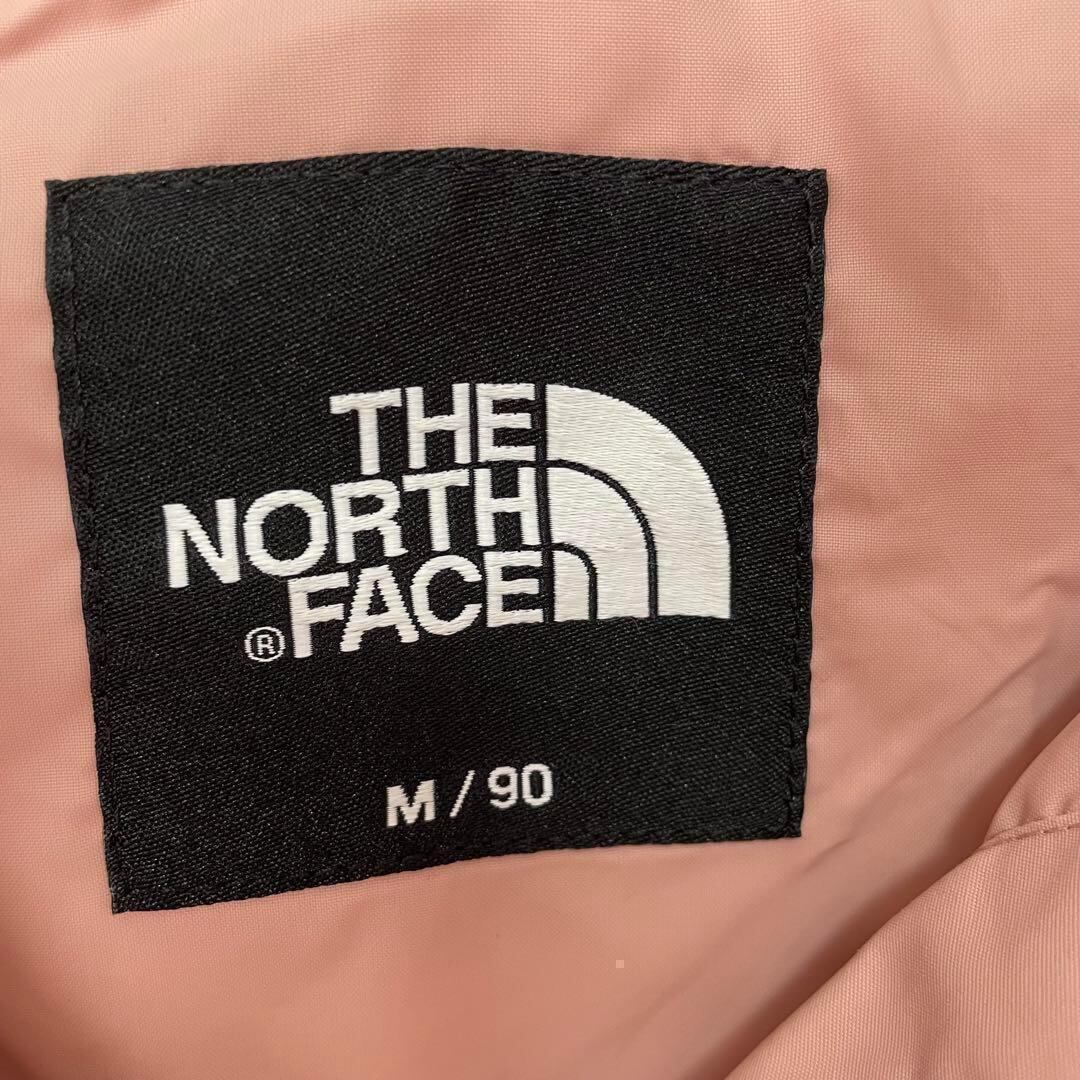 THE
NORTH
® FACE
M / 90